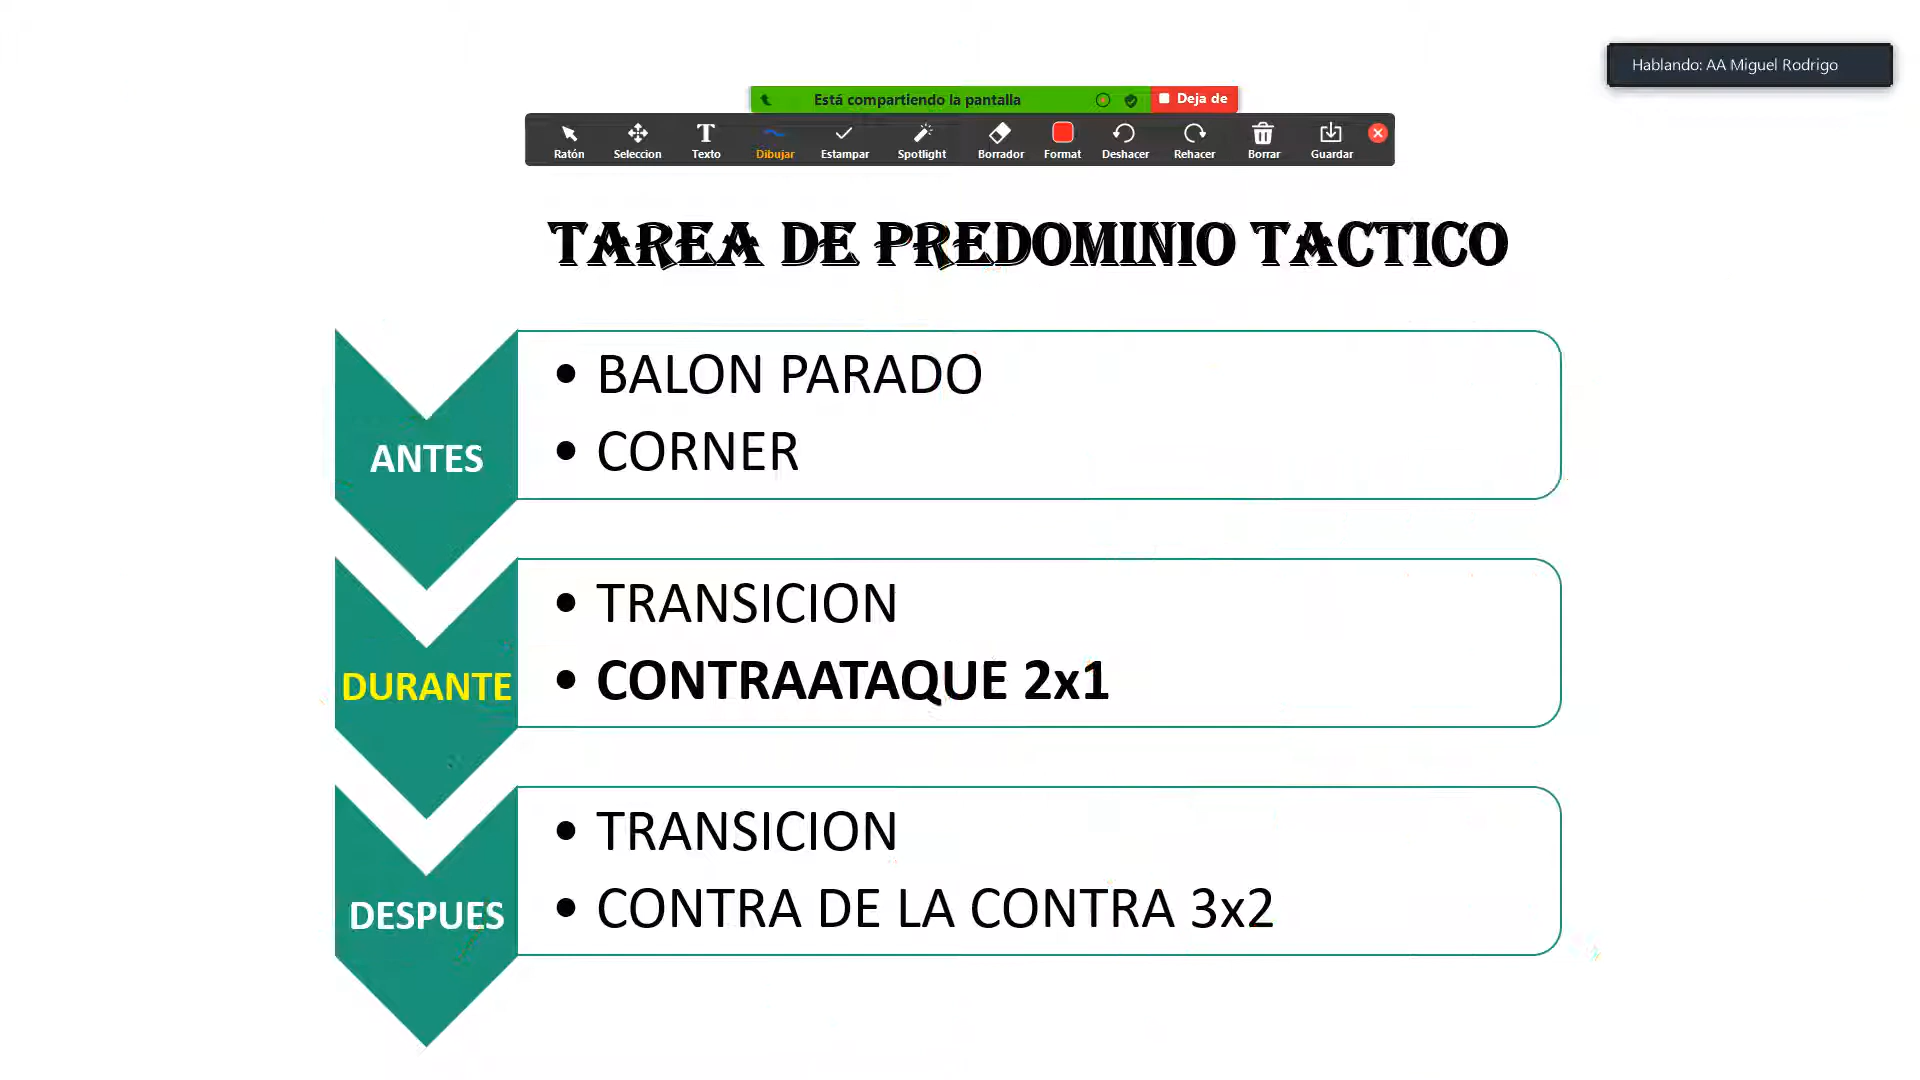 Hablando: AA Miguel Rodrigo
Está compartiendo la pantalla
Deja de
Ratón
Seleccion
Texto
Dibujar
Estampar
Spotlight
Borrador
Format
Deshacer
Rehacer
Borrar
Guardar
TAREA DE PREDOMINIO TACTICO
ANTES
• BALON PARADO
• CORNER
DURANTE
• TRANSICION
• CONTRAATAQUE 2x1
DESPUES
• TRANSICION
• CONTRA DE LA CONTRA 3x2